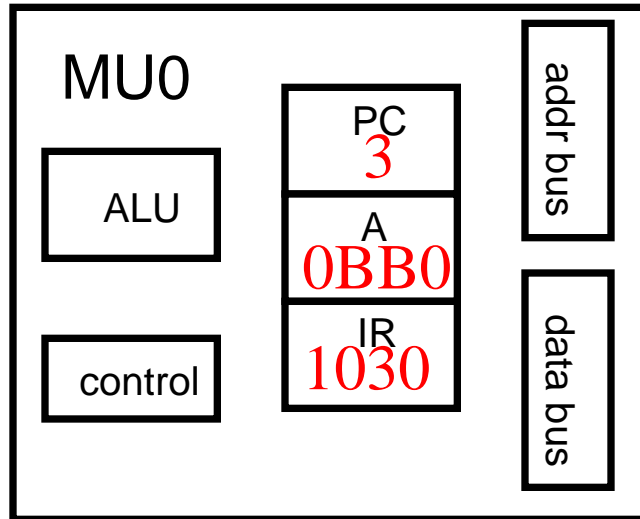 MU0
ALU
control
PC
3
A
0BB0
IR
1030
addr bus
data bus